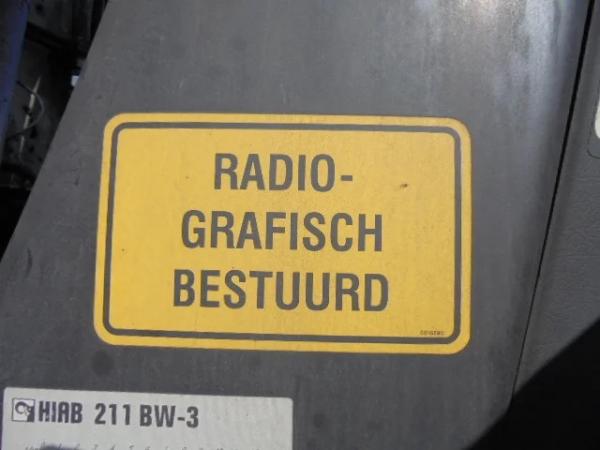 RADIO-
GRAFISCH
BESTUURD
HIAB 211 BW-3